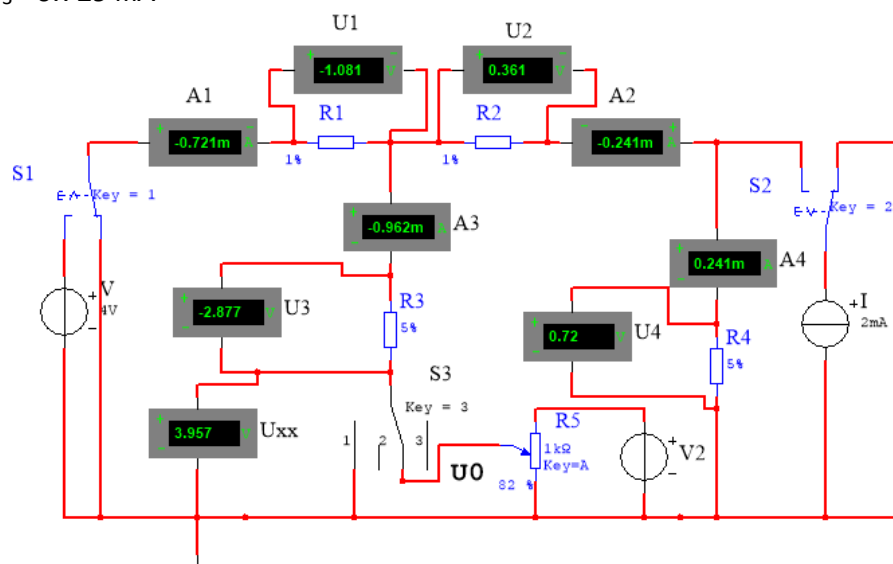 U1
U2
-1.081 V
0.361 V
A1
R1
R2
A2
-0.721m A
-0.241m A
1%
1%
S1
S2
Key = 1
Key = 2
-0.962m A
A3
0.241m A
A4
V
4V
-2.877 V
U3
R3
5%
I
2mA
0.72 V
U4
R4
5%
S3
Key = 3
R5
3.957 V
Uxx
1
2
3
U0
1kΩ
Key=A
82 %
V2